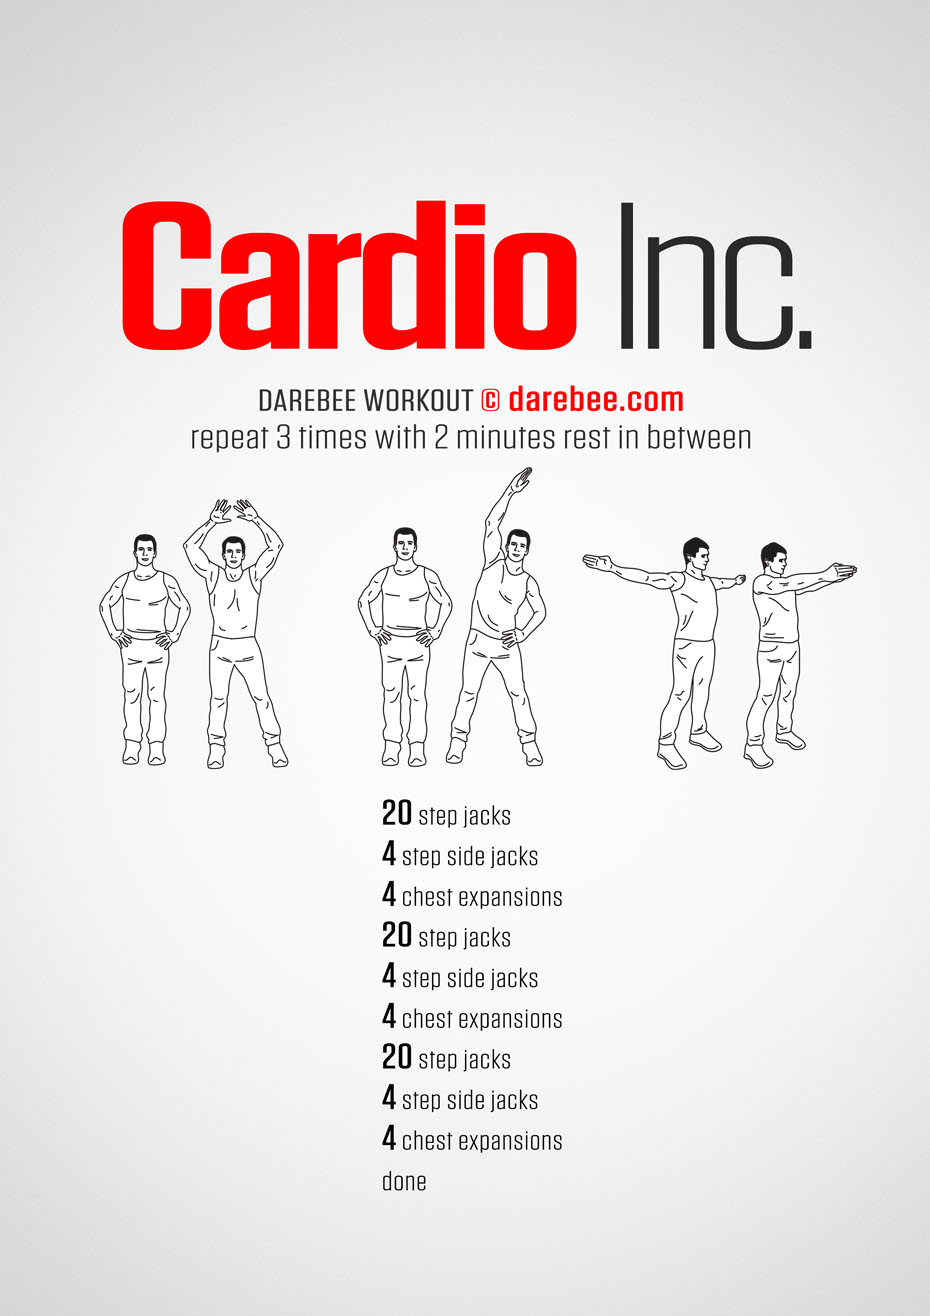 Cardio Inc.
DAREBEE WORKOUT © darebee.com
repeat 3 times with 2 minutes rest in between
20 step jacks
4 step side jacks
4 chest expansions
20 step jacks
4 step side jacks
4 chest expansions
20 step jacks
4 step side jacks
4 chest expansions
done